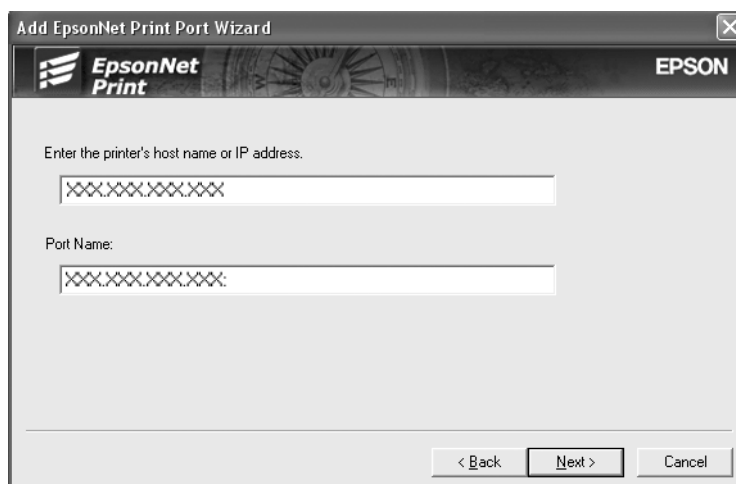 Add EpsonNet Print Port Wizard
EpsonNet
Print
EPSON
Enter the printer's host name or IP address.
XXX.XXX.XXX.XXX
Port Name:
XXX.XXX.XXX.XXX:
< Back
Next >
Cancel